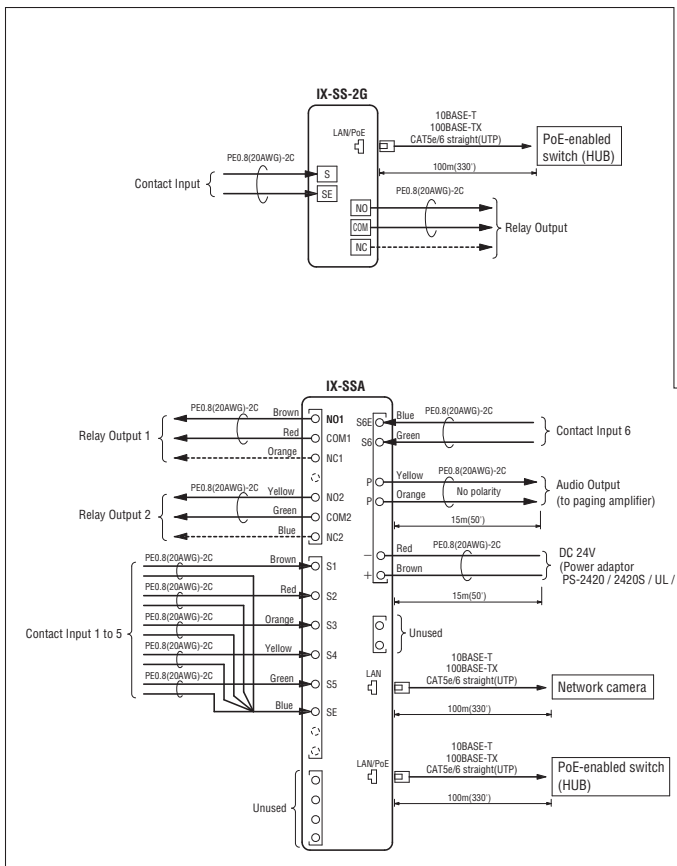 IX-SS-2G
LAN/PoE
10BASE-T
100BASE-TX
CAT5e/6 straight(UTP)
PoE-enabled
switch (HUB)
100m(330')
PE0.8(20AWG)-2C
Contact Input
S
SE
PE0.8(20AWG)-2C
NO
COM
NC
Relay Output
IX-SSA
PE0.8(20AWG)-2C
Brown
NO1
Relay Output 1
Red
COM1
Orange
NC1
PE0.8(20AWG)-2C
Yellow
NO2
Relay Output 2
Green
COM2
Blue
NC2
PE0.8(20AWG)-2C
Brown
S1
PE0.8(20AWG)-2C
Red
S2
PE0.8(20AWG)-2C
Orange
S3
Contact Input 1 to 5
PE0.8(20AWG)-2C
Yellow
S4
PE0.8(20AWG)-2C
Green
S5
Blue
SE
Unused
S6E
Blue
PE0.8(20AWG)-2C
S6
Green
Contact Input 6
P
Yellow
PE0.8(20AWG)-2C
P
Orange
No polarity
Audio Output
(to paging amplifier)
15m(50')
−
Red
PE0.8(20AWG)-2C
+
Brown
DC 24V
(Power adaptor
PS-2420 / 2420S / UL /
15m(50')
Unused
LAN
10BASE-T
100BASE-TX
CAT5e/6 straight(UTP)
Network camera
100m(330')
LAN/PoE
10BASE-T
100BASE-TX
CAT5e/6 straight(UTP)
PoE-enabled switch
(HUB)
100m(330')